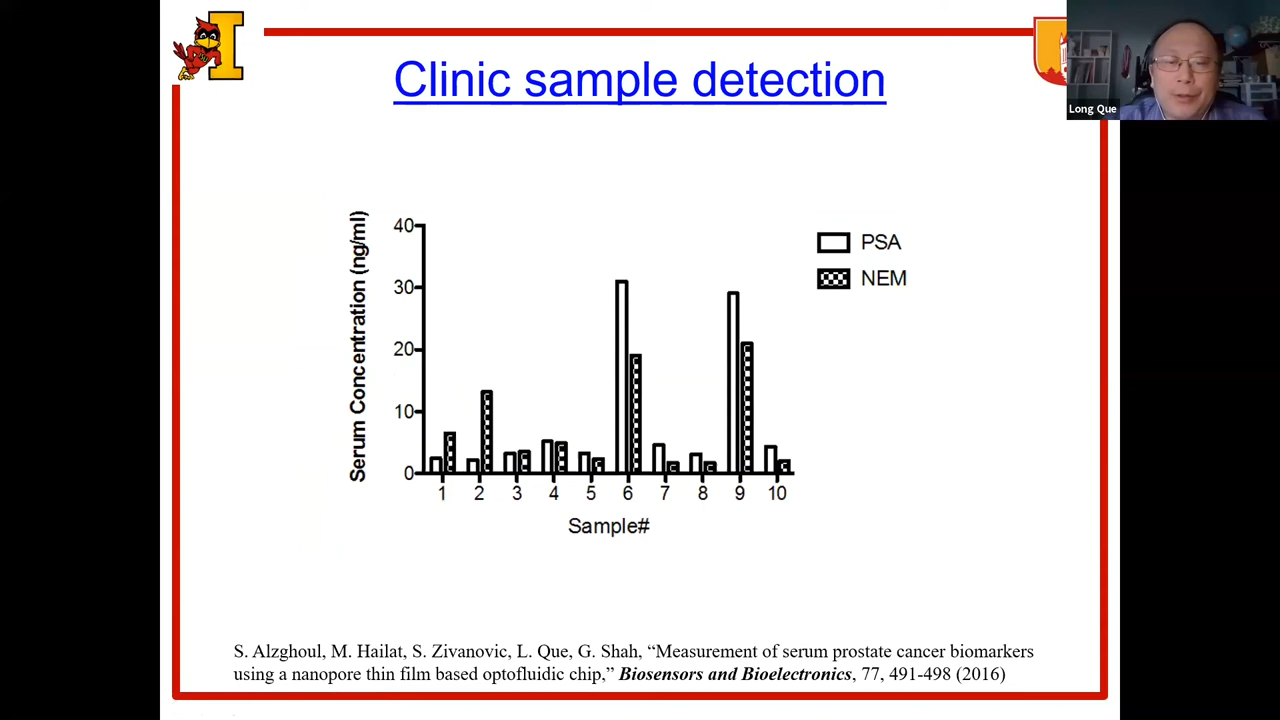 Clinic sample detection
Long Que
Serum Concentration (ng/ml)
40
30
20
10
0
1 2 3 4 5 6 7 8 9 10
Sample#
PSA
NEM
S. Alzghoul, M. Hailat, S. Zivanovic, L. Que, G. Shah, “Measurement of serum prostate cancer biomarkers
using a nanopore thin film based optofluidic chip,” Biosensors and Bioelectronics, 77, 491-498 (2016)